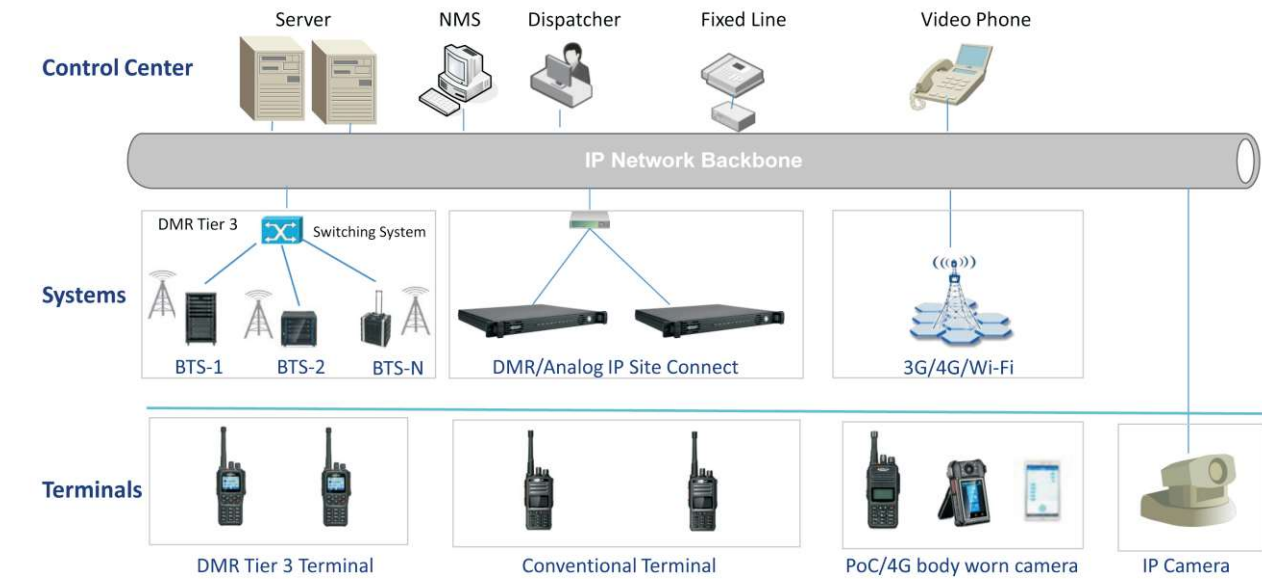 Server
NMS
Dispatcher
Fixed Line
Video Phone
Control Center
IP Network Backbone
DMR Tier 3
Switching System
Systems
BTS-1
BTS-2
BTS-N
DMR/Analog IP Site Connect
3G/4G/Wi-Fi
Terminals
DMR Tier 3 Terminal
Conventional Terminal
PoC/4G body worn camera
IP Camera